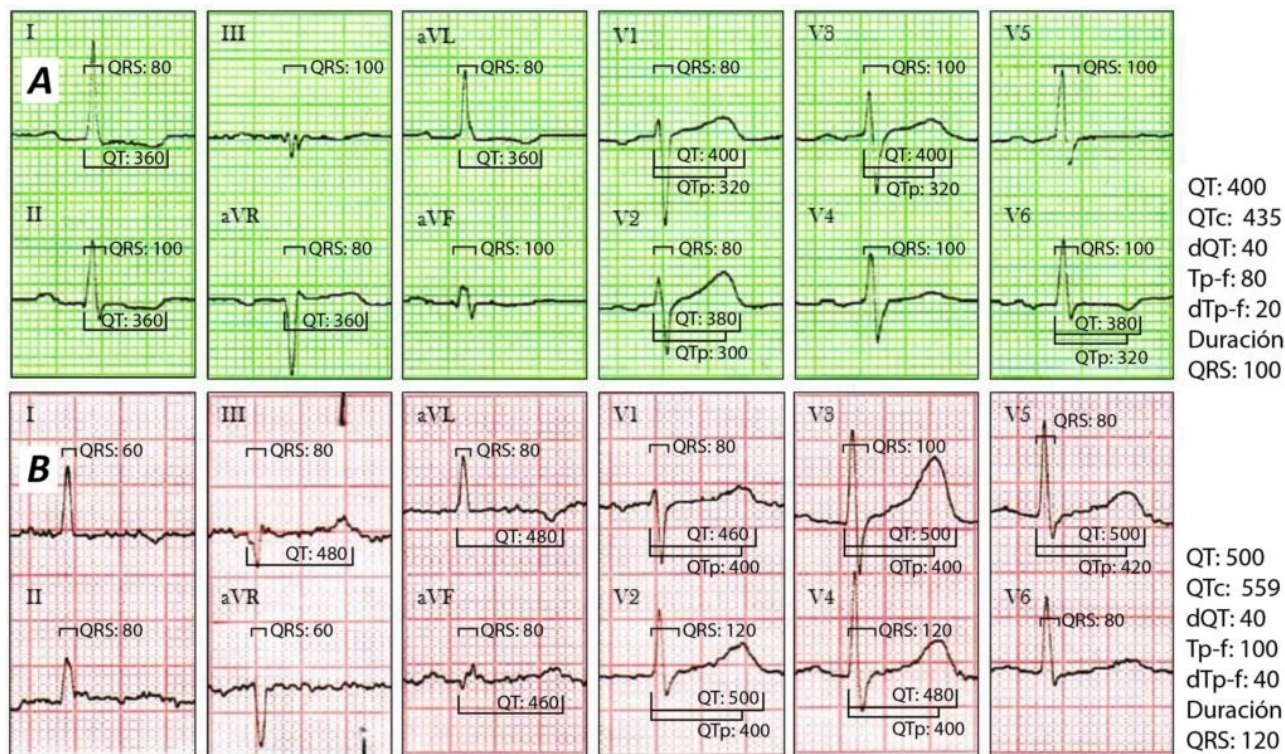 A
I
QRS: 80
QT: 360
III
QRS: 100
aVL
QRS: 80
QT: 360
V1
QRS: 80
QT: 400
QTp: 320
V3
QRS: 100
QT: 400
QTp: 320
V5
QRS: 100
II
QRS: 100
QT: 360
aVR
QRS: 80
QT: 360
aVF
QRS: 100
V2
QRS: 80
QT: 380
QTp: 300
V4
QRS: 100
V6
QRS: 100
QT: 380
QTp: 320
QT: 400
QTc: 435
dQT: 40
Tp-f: 80
dTp-f: 20
Duración
QRS: 100
B
I
QRS: 60
III
QRS: 80
QT: 480
aVL
QRS: 80
QT: 480
V1
QRS: 80
QT: 460
QTp: 400
V3
QRS: 100
QT: 500
QTp: 400
V5
QRS: 80
QT: 500
QTp: 420
II
QRS: 80
aVR
QRS: 60
aVF
QRS: 80
QT: 460
V2
QRS: 120
QT: 500
QTp: 400
V4
QRS: 120
QT: 480
QTp: 400
V6
QRS: 80
QT: 500
QTc: 559
dQT: 40
Tp-f: 100
dTp-f: 40
Duración
QRS: 120